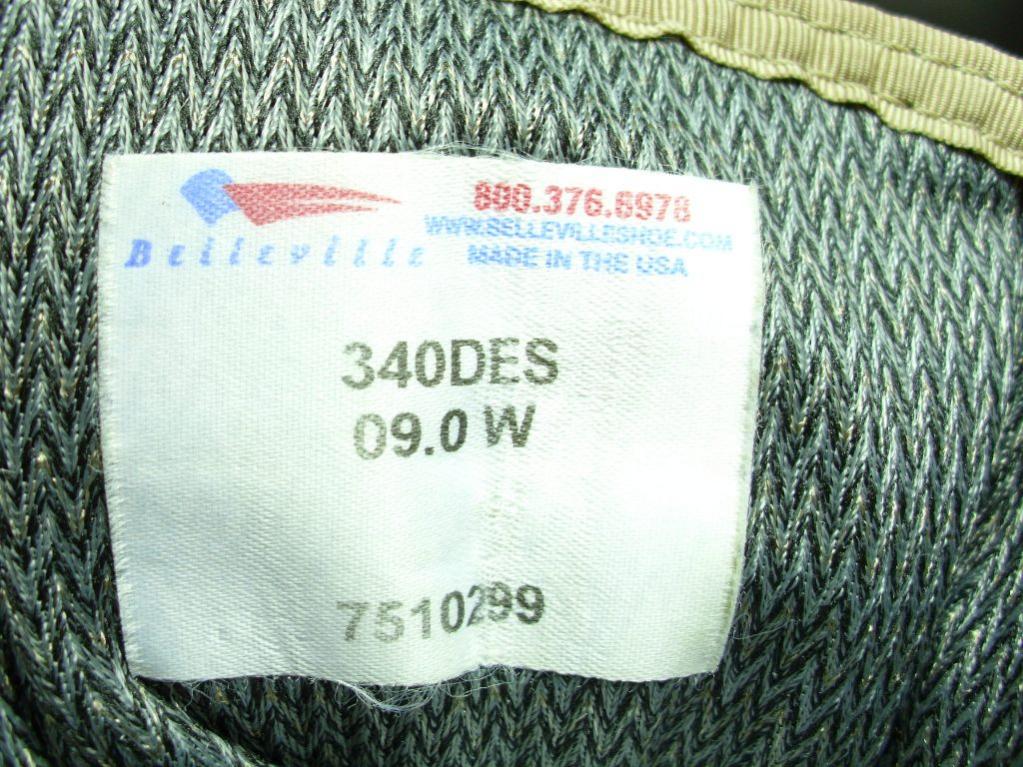 Belleville
800.376.6978
WWW.BELLEVILLESHOE.COM
MADE IN THE USA
340DES
09.0 W
7510299